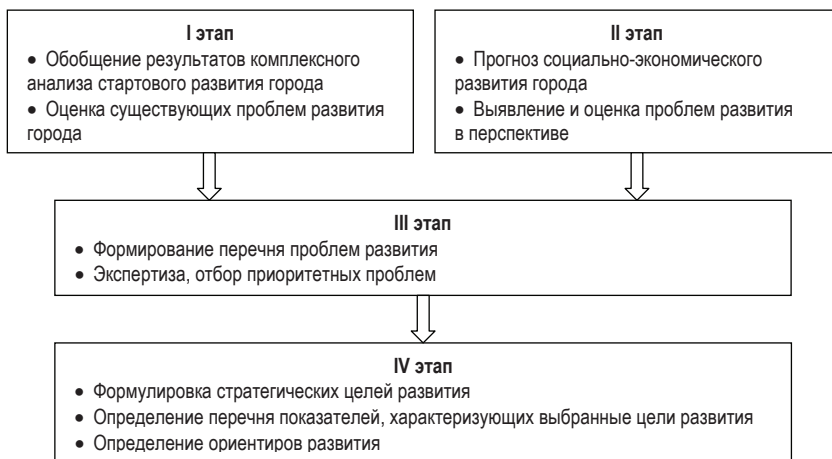 I этап
• Обобщение результатов комплексного
анализа стартового развития города
• Оценка существующих проблем развития
города
II этап
• Прогноз социально-экономического
развития города
• Выявление и оценка проблем развития
в перспективе
III этап
• Формирование перечня проблем развития
• Экспертиза, отбор приоритетных проблем
IV этап
• Формулировка стратегических целей развития
• Определение перечня показателей, характеризующих выбранные цели развития
• Определение ориентиров развития